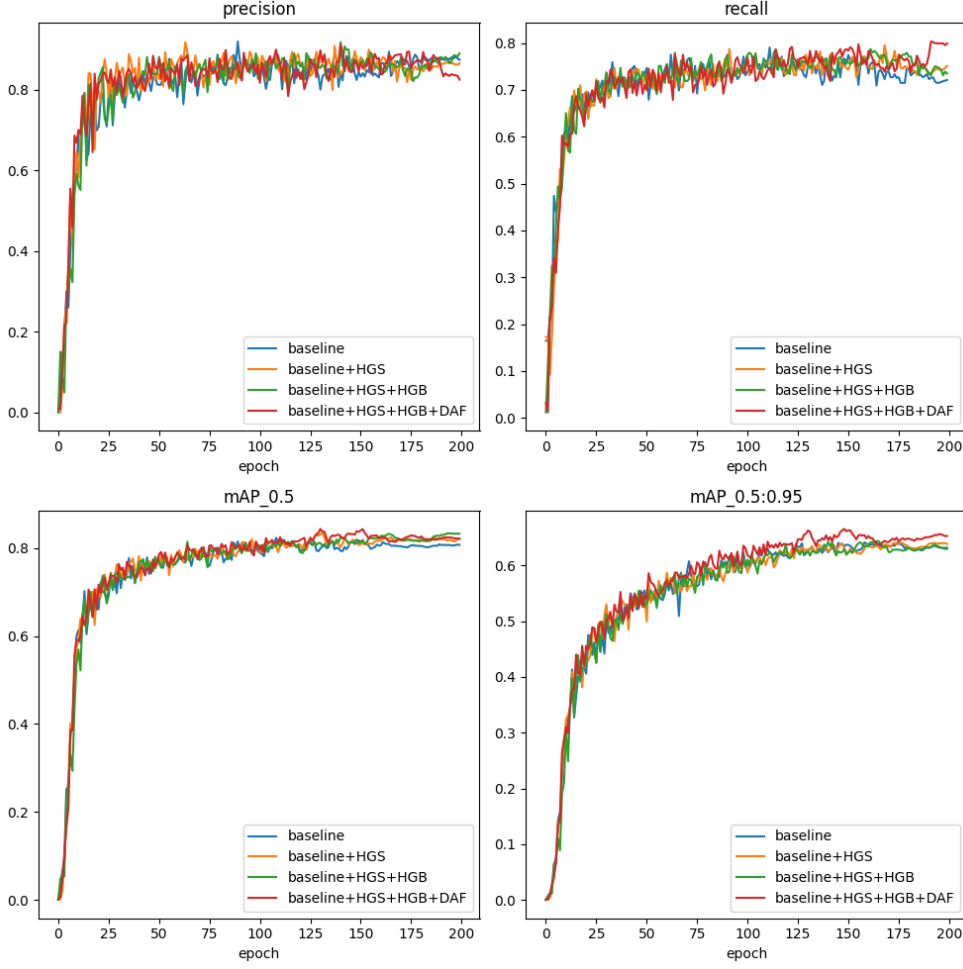 precision
0.8
0.6
0.4
0.2
0.0
baseline
baseline+HGS
baseline+HGS+HGB
baseline+HGS+HGB+DAF
0 25 50 75 100 125 150 175 200
epoch
recall
0.8
0.7
0.6
0.5
0.4
0.3
0.2
0.1
0.0
baseline
baseline+HGS
baseline+HGS+HGB
baseline+HGS+HGB+DAF
0 25 50 75 100 125 150 175 200
epoch
mAP_0.5
0.8
0.6
0.4
0.2
0.0
baseline
baseline+HGS
baseline+HGS+HGB
baseline+HGS+HGB+DAF
0 25 50 75 100 125 150 175 200
epoch
mAP_0.5:0.95
0.6
0.5
0.4
0.3
0.2
0.1
0.0
baseline
baseline+HGS
baseline+HGS+HGB
baseline+HGS+HGB+DAF
0 25 50 75 100 125 150 175 200
epoch